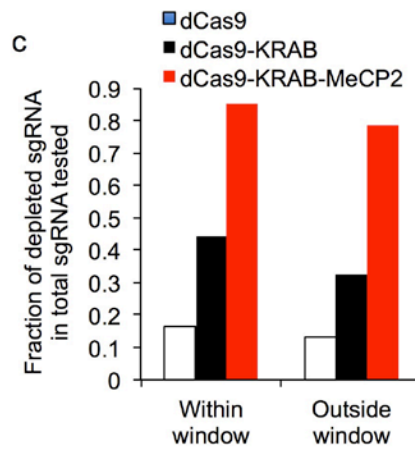 c
dCas9
dCas9-KRAB
dCas9-KRAB-MeCP2
Fraction of depleted sgRNA
in total sgRNA tested
0.9
0.8
0.7
0.6
0.5
0.4
0.3
0.2
0.1
0
Within
window
Outside
window